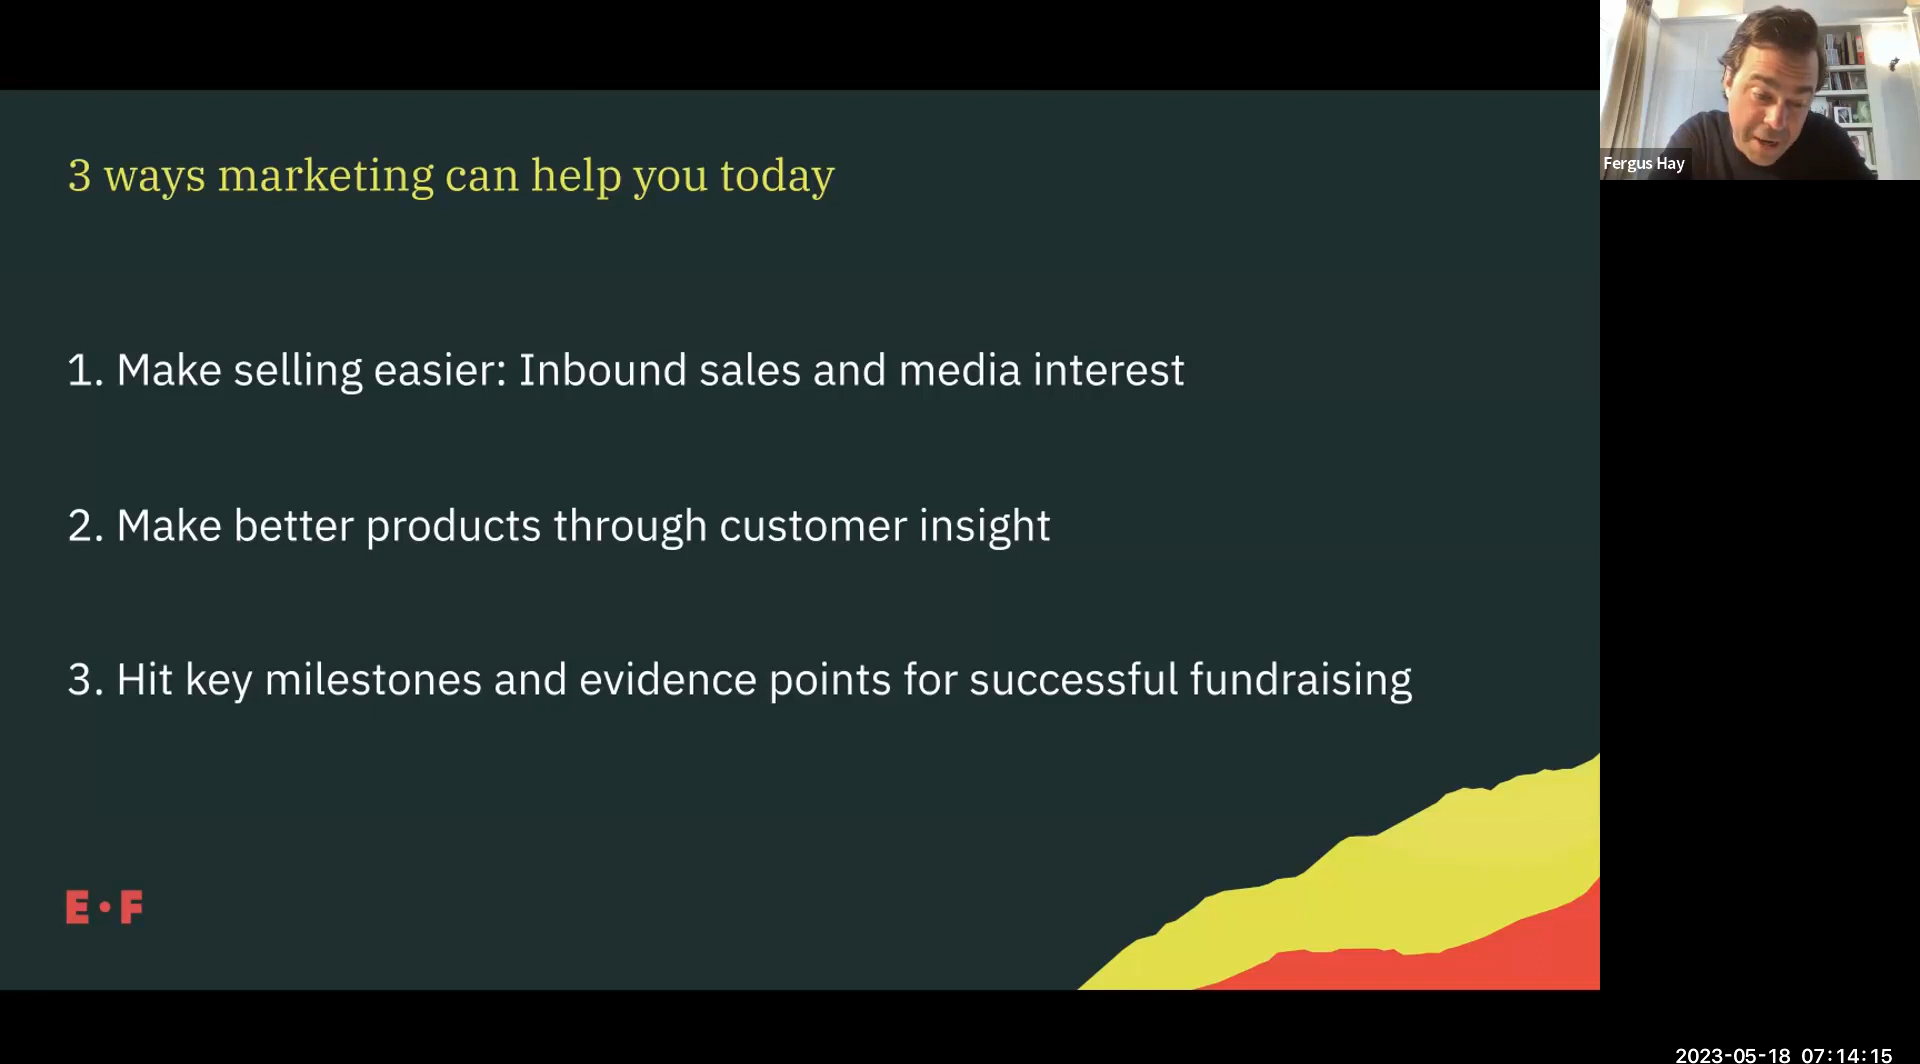 3 ways marketing can help you today
1. Make selling easier: Inbound sales and media interest
2. Make better products through customer insight
3. Hit key milestones and evidence points for successful fundraising
E•F
Fergus Hay
2023-05-18 07:14:15